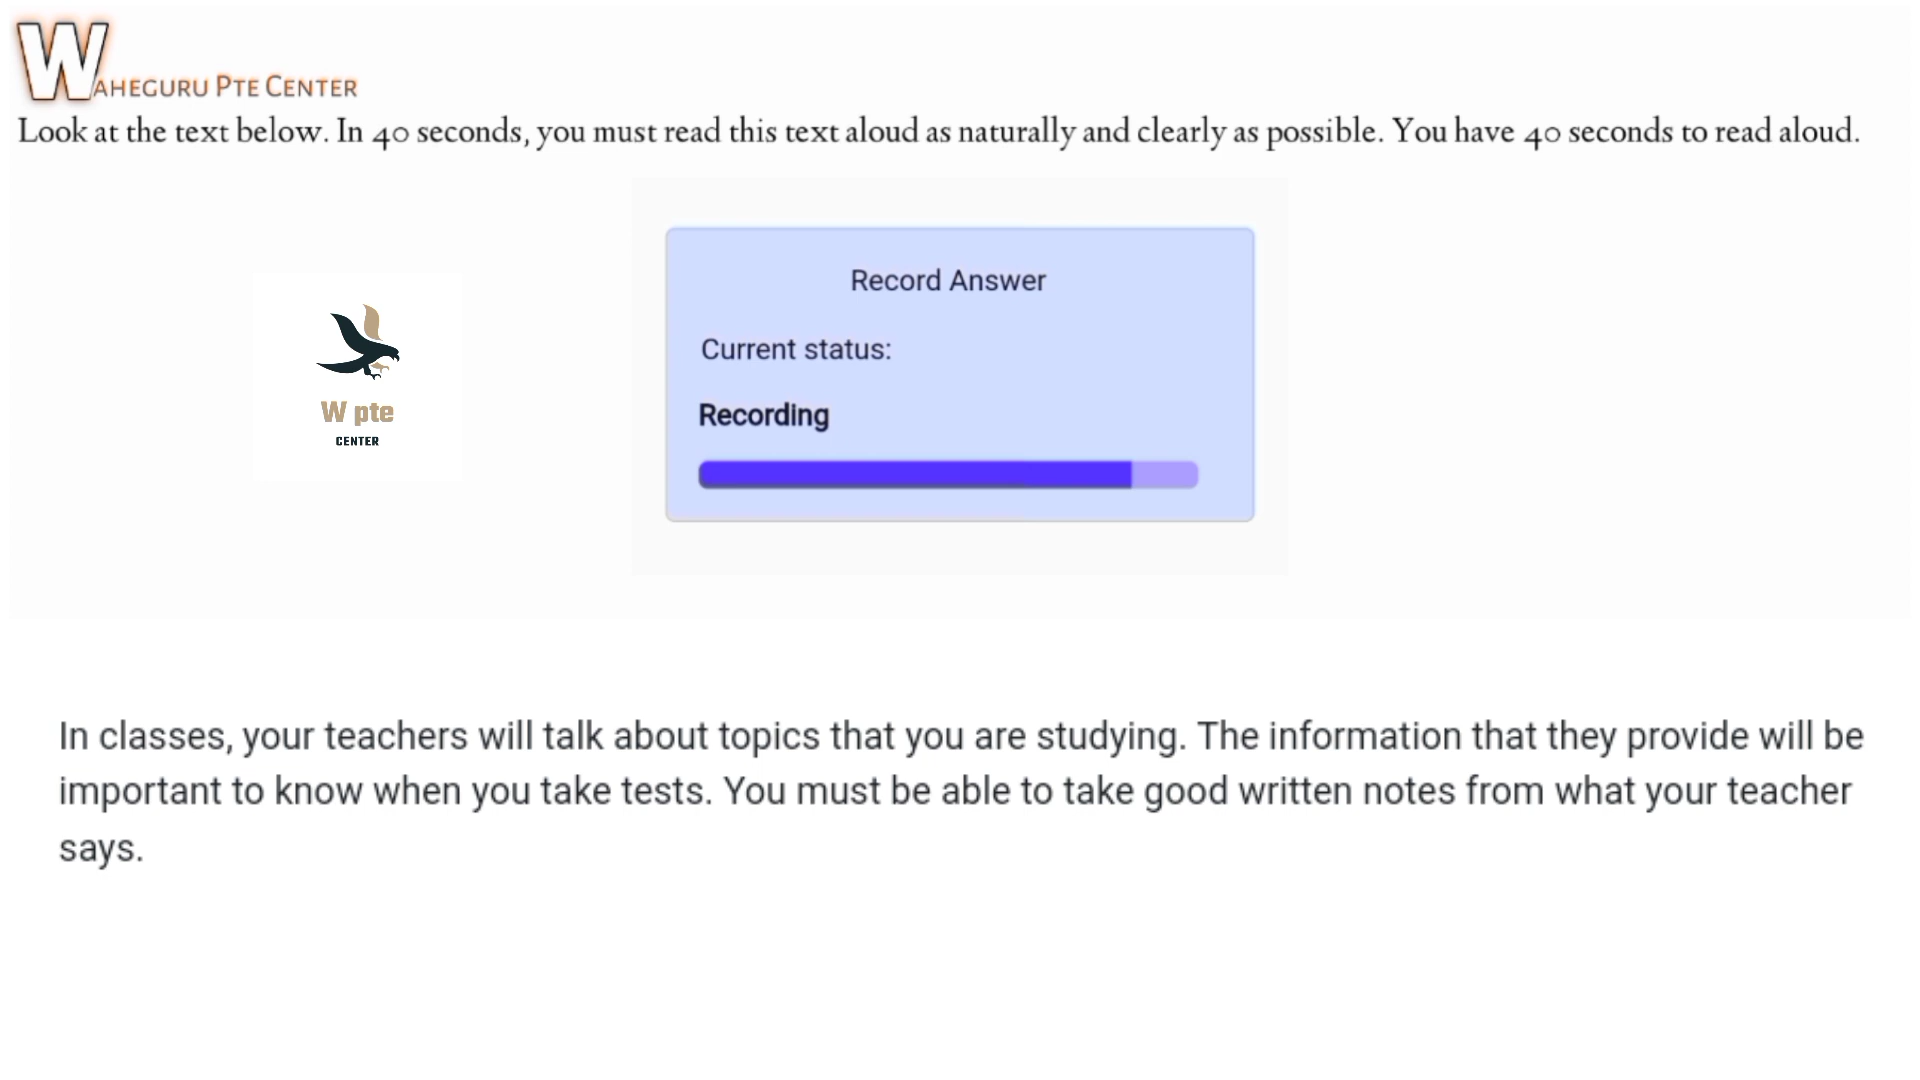 WAHEGURU PTE CENTER
Look at the text below. In 40 seconds, you must read this text aloud as naturally and clearly as possible. You have 40 seconds to read aloud.
Record Answer
Current status:
Recording
W pte
CENTER
In classes, your teachers will talk about topics that you are studying. The information that they provide will be
important to know when you take tests. You must be able to take good written notes from what your teacher
says.